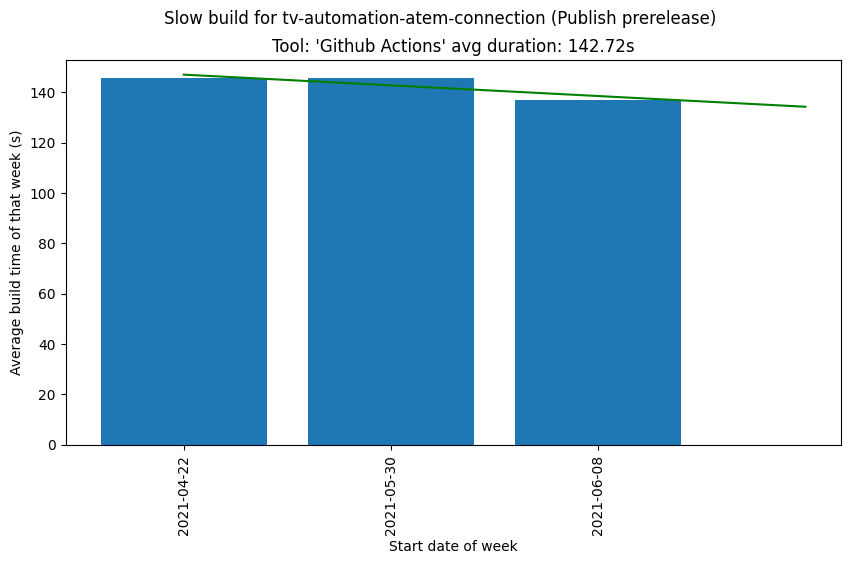 Slow build for tv-automation-atem-connection (Publish prerelease)
Tool: 'Github Actions' avg duration: 142.72s
Average build time of that week (s)
140
120
100
80
60
40
20
0
2021-04-22
2021-05-30
2021-06-08
Start date of week